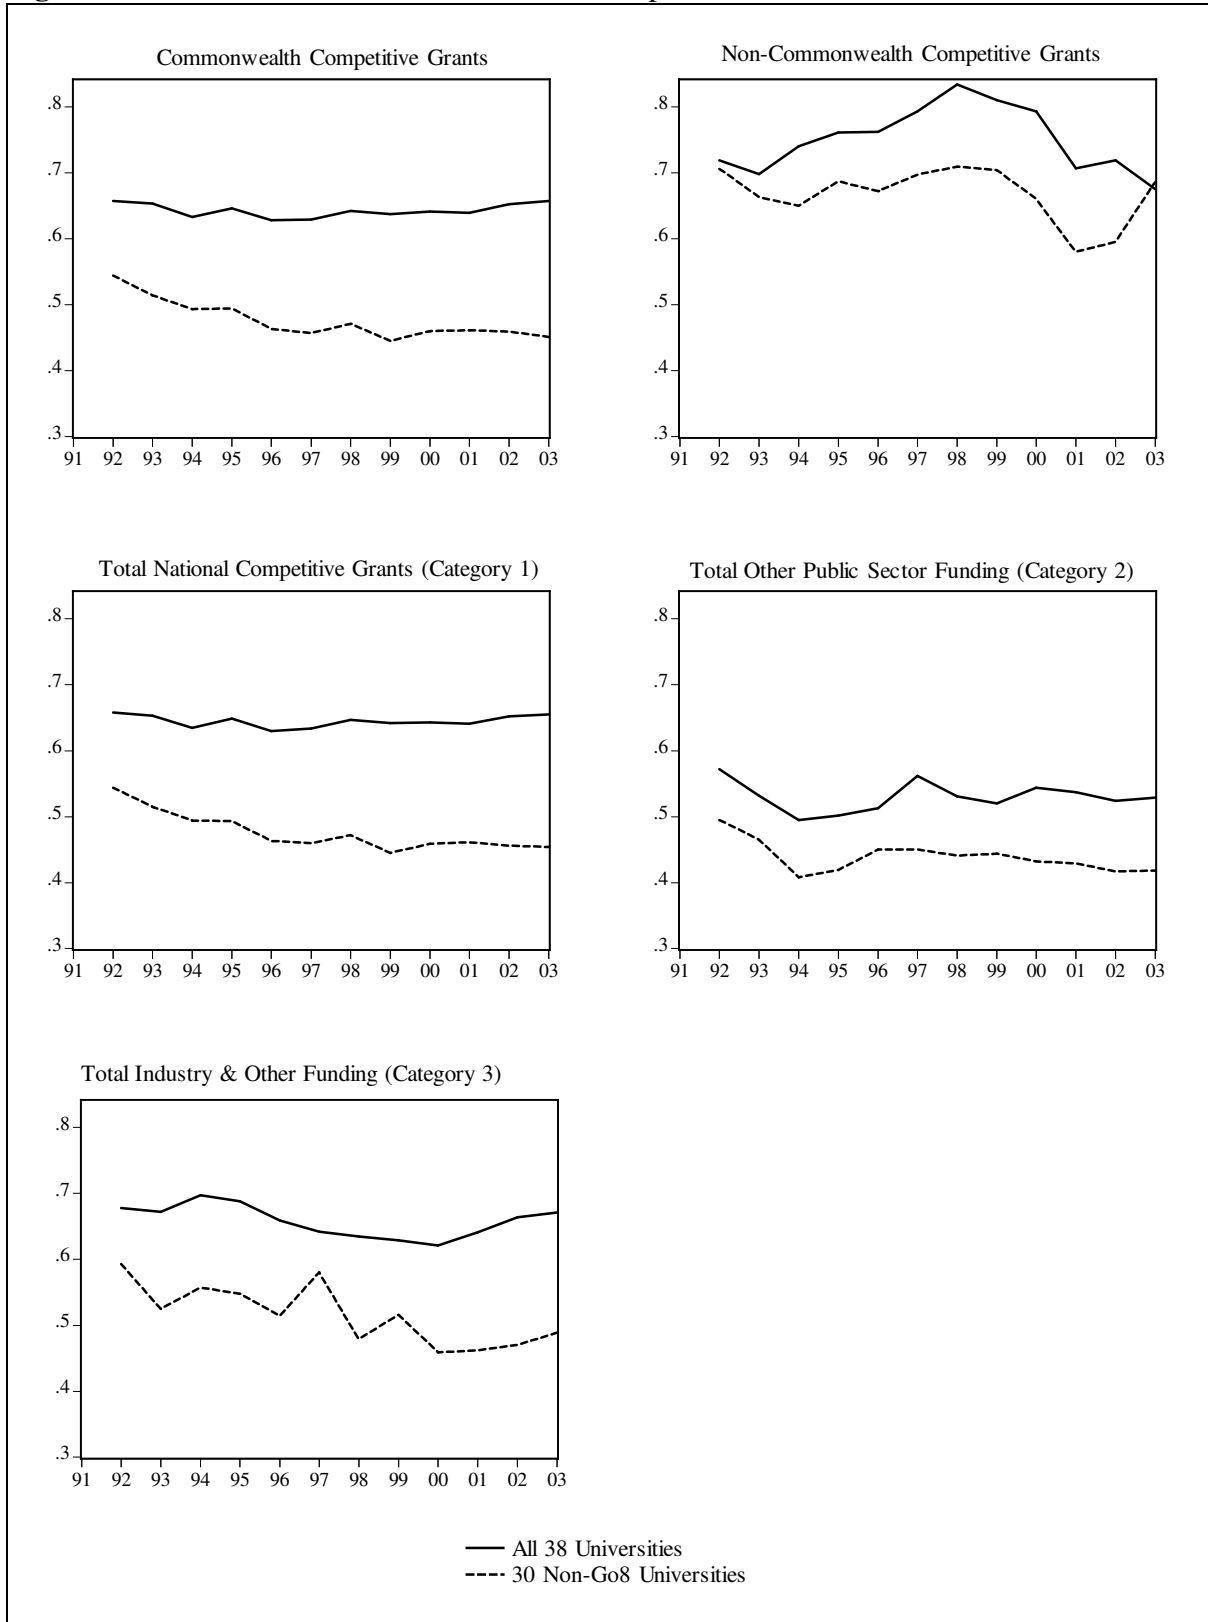 Commonwealth Competitive Grants
.8
.7
.6
.5
.4
.3
91 92 93 94 95 96 97 98 99 00 01 02 03
Non-Commonwealth Competitive Grants
.8
.7
.6
.5
.4
.3
91 92 93 94 95 96 97 98 99 00 01 02 03
Total National Competitive Grants (Category 1)
.8
.7
.6
.5
.4
.3
91 92 93 94 95 96 97 98 99 00 01 02 03
Total Other Public Sector Funding (Category 2)
.8
.7
.6
.5
.4
.3
91 92 93 94 95 96 97 98 99 00 01 02 03
Total Industry & Other Funding (Category 3)
.8
.7
.6
.5
.4
.3
91 92 93 94 95 96 97 98 99 00 01 02 03
All 38 Universities
30 Non-Go8 Universities